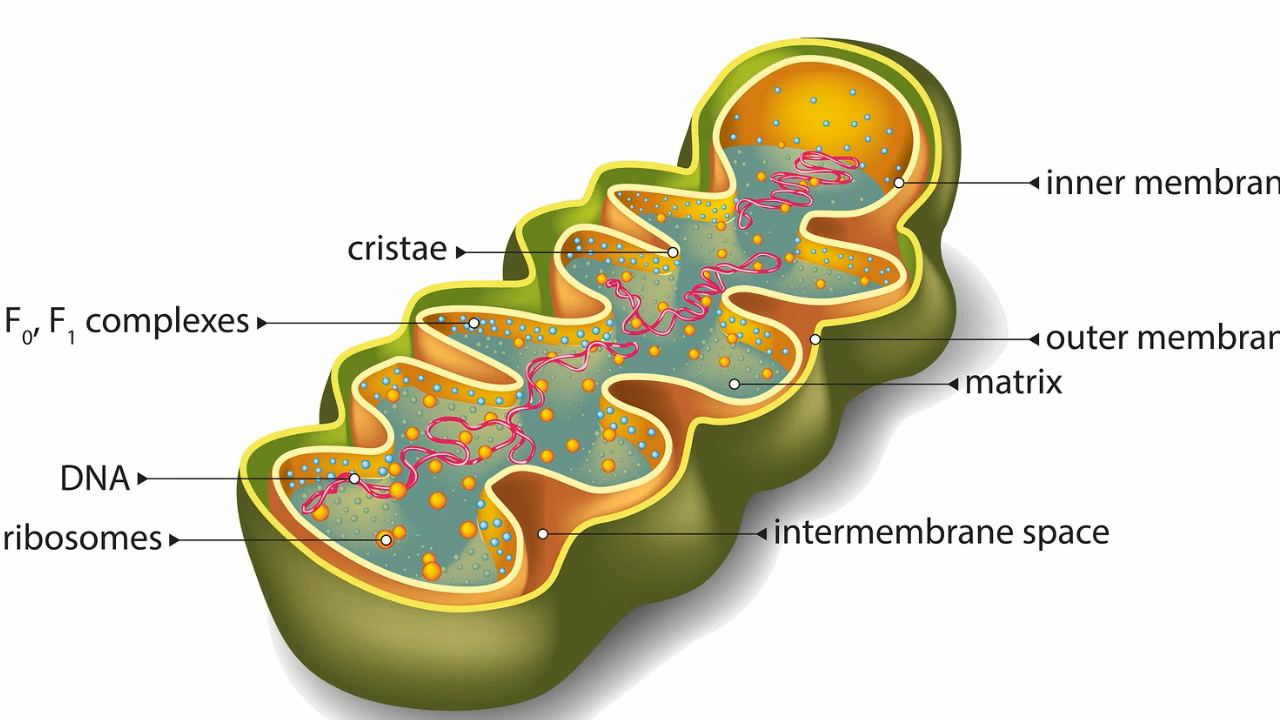 inner membran
cristae
F₀, F₁ complexes
outer membran
matrix
DNA
intermembrane space
ribosomes